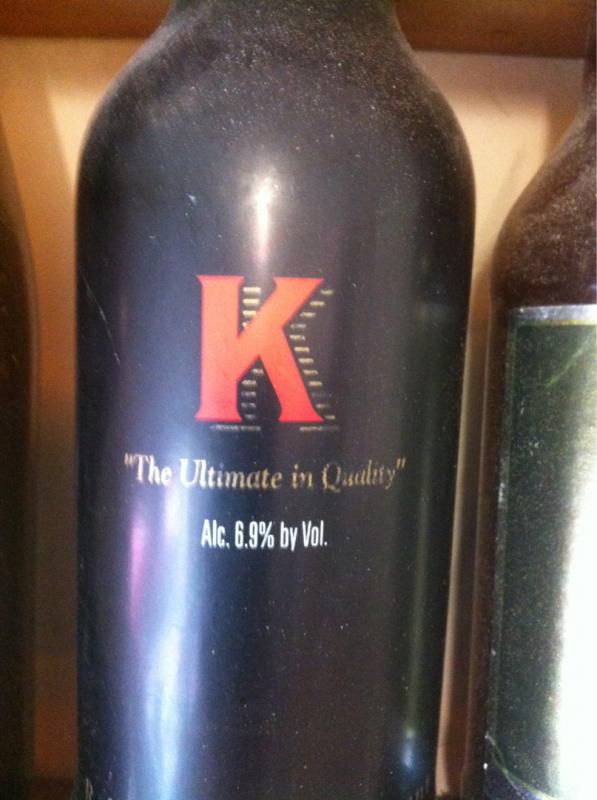 K
"The Ultimate in Quality"
Alc. 6.9% by Vol.